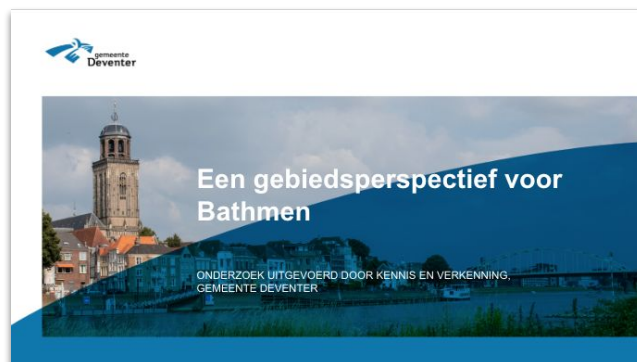 gemeente
Deventer
Een gebiedsperspectief voor
Bathmen
ONDERZOEK UITGEVOERD DOOR KENNIS EN VERKENNING,
GEMEENTE DEVENTER